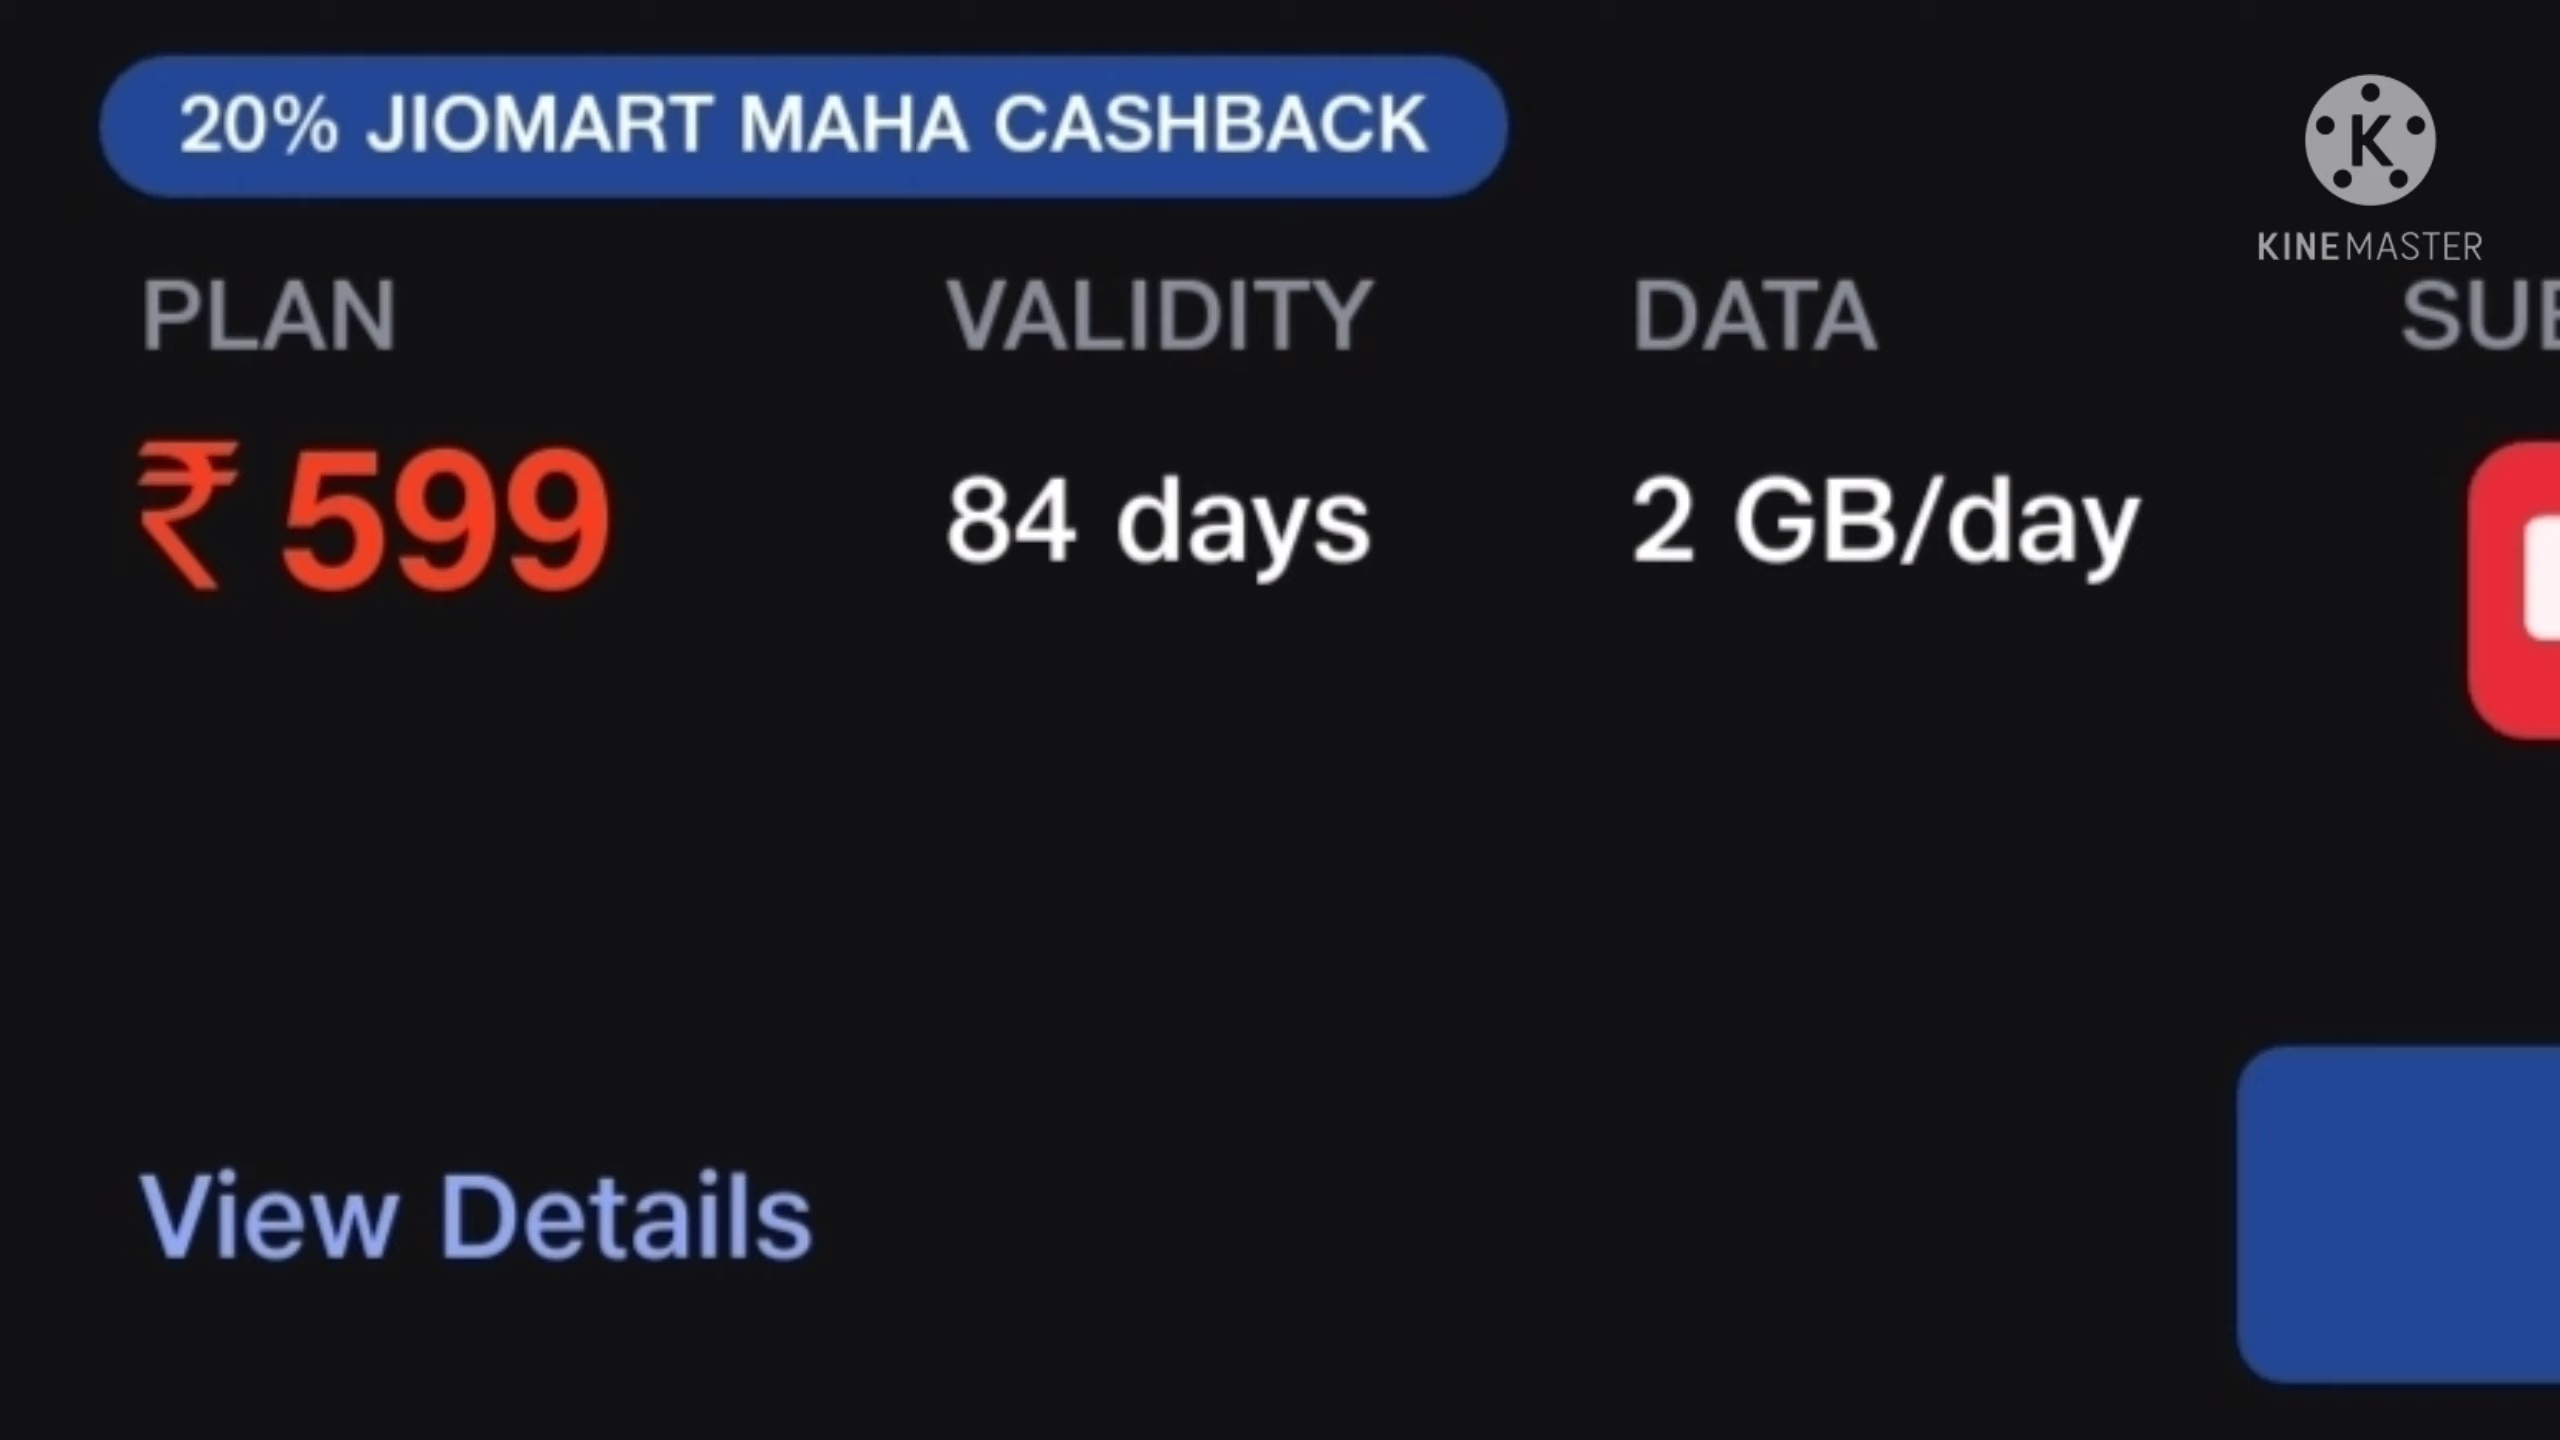 20% JIOMART MAHA CASHBACK
K
KINEMASTER
PLAN VALIDITY DATA
₹ 599 84 days 2 GB/day
View Details